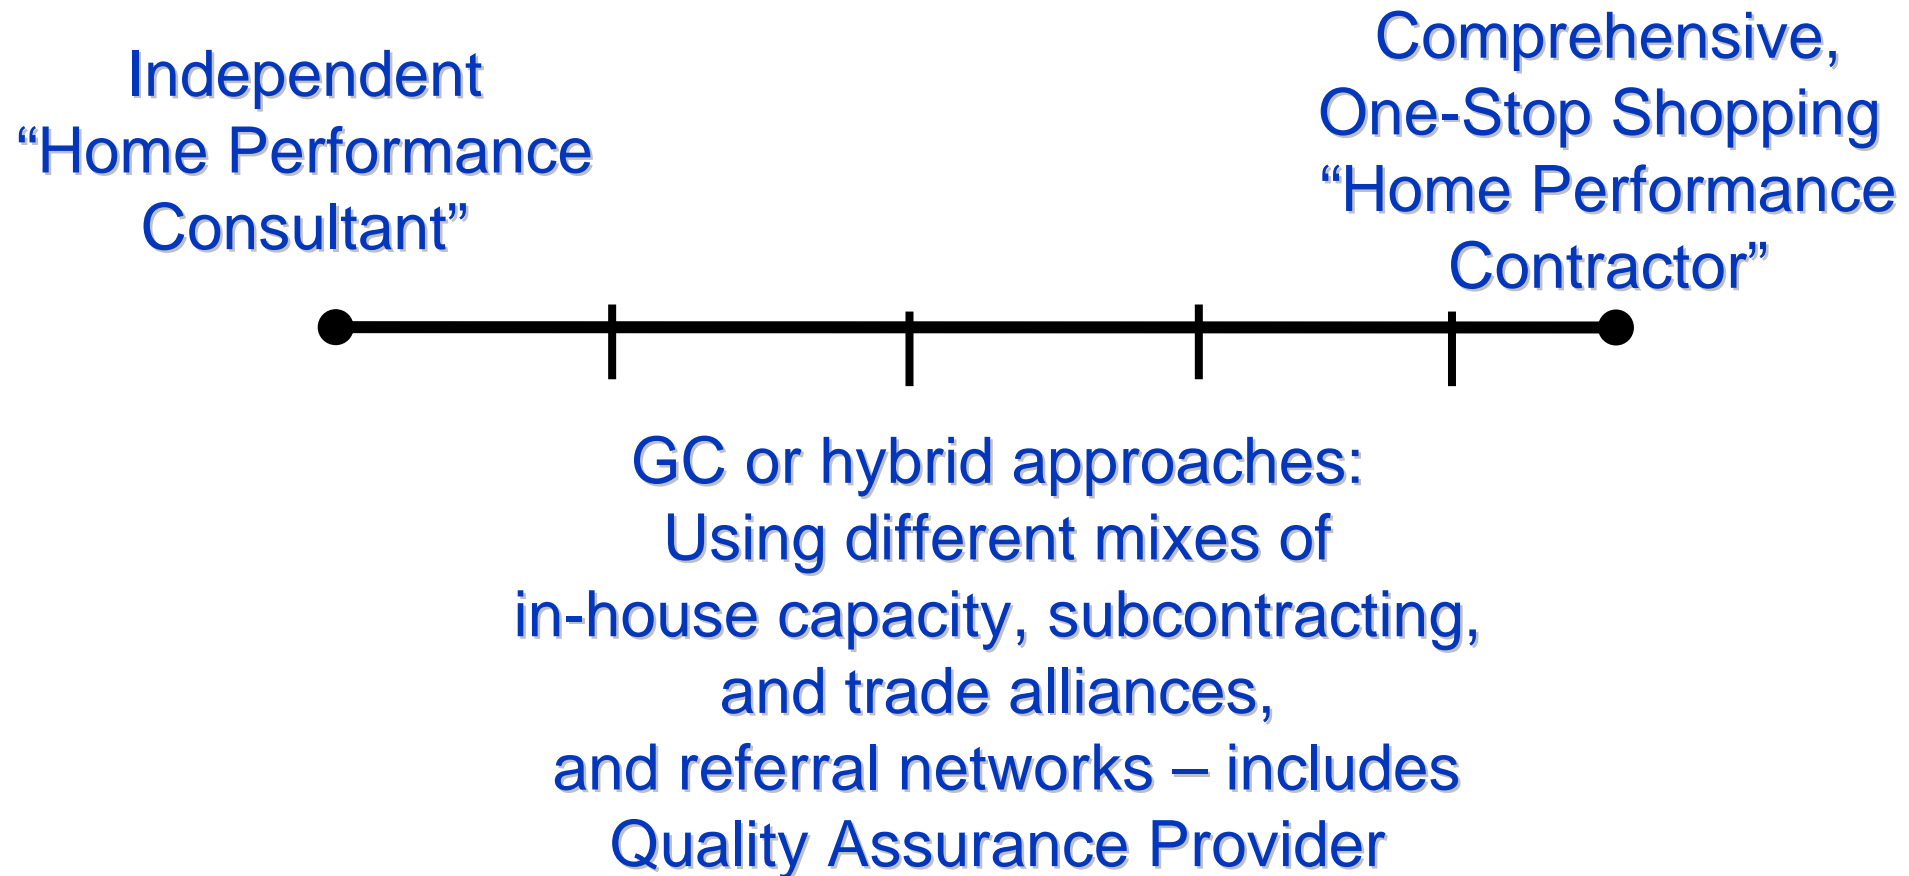 Independent
“Home Performance
Consultant”
Comprehensive,
One-Stop Shopping
“Home Performance
Contractor”
GC or hybrid approaches:
Using different mixes of
in-house capacity, subcontracting,
and trade alliances,
and referral networks – includes
Quality Assurance Provider